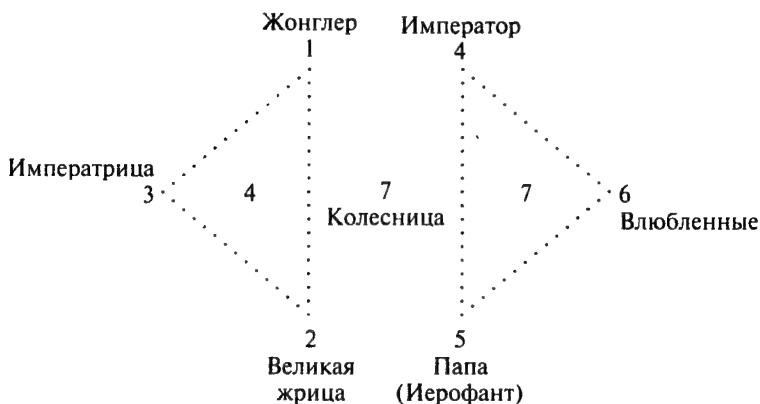 Жонглер Император
1 4
Императрица
3 4 7 7 6
Колесница Влюбленные
2 5
Великая Папа
жрица (Иерофант)